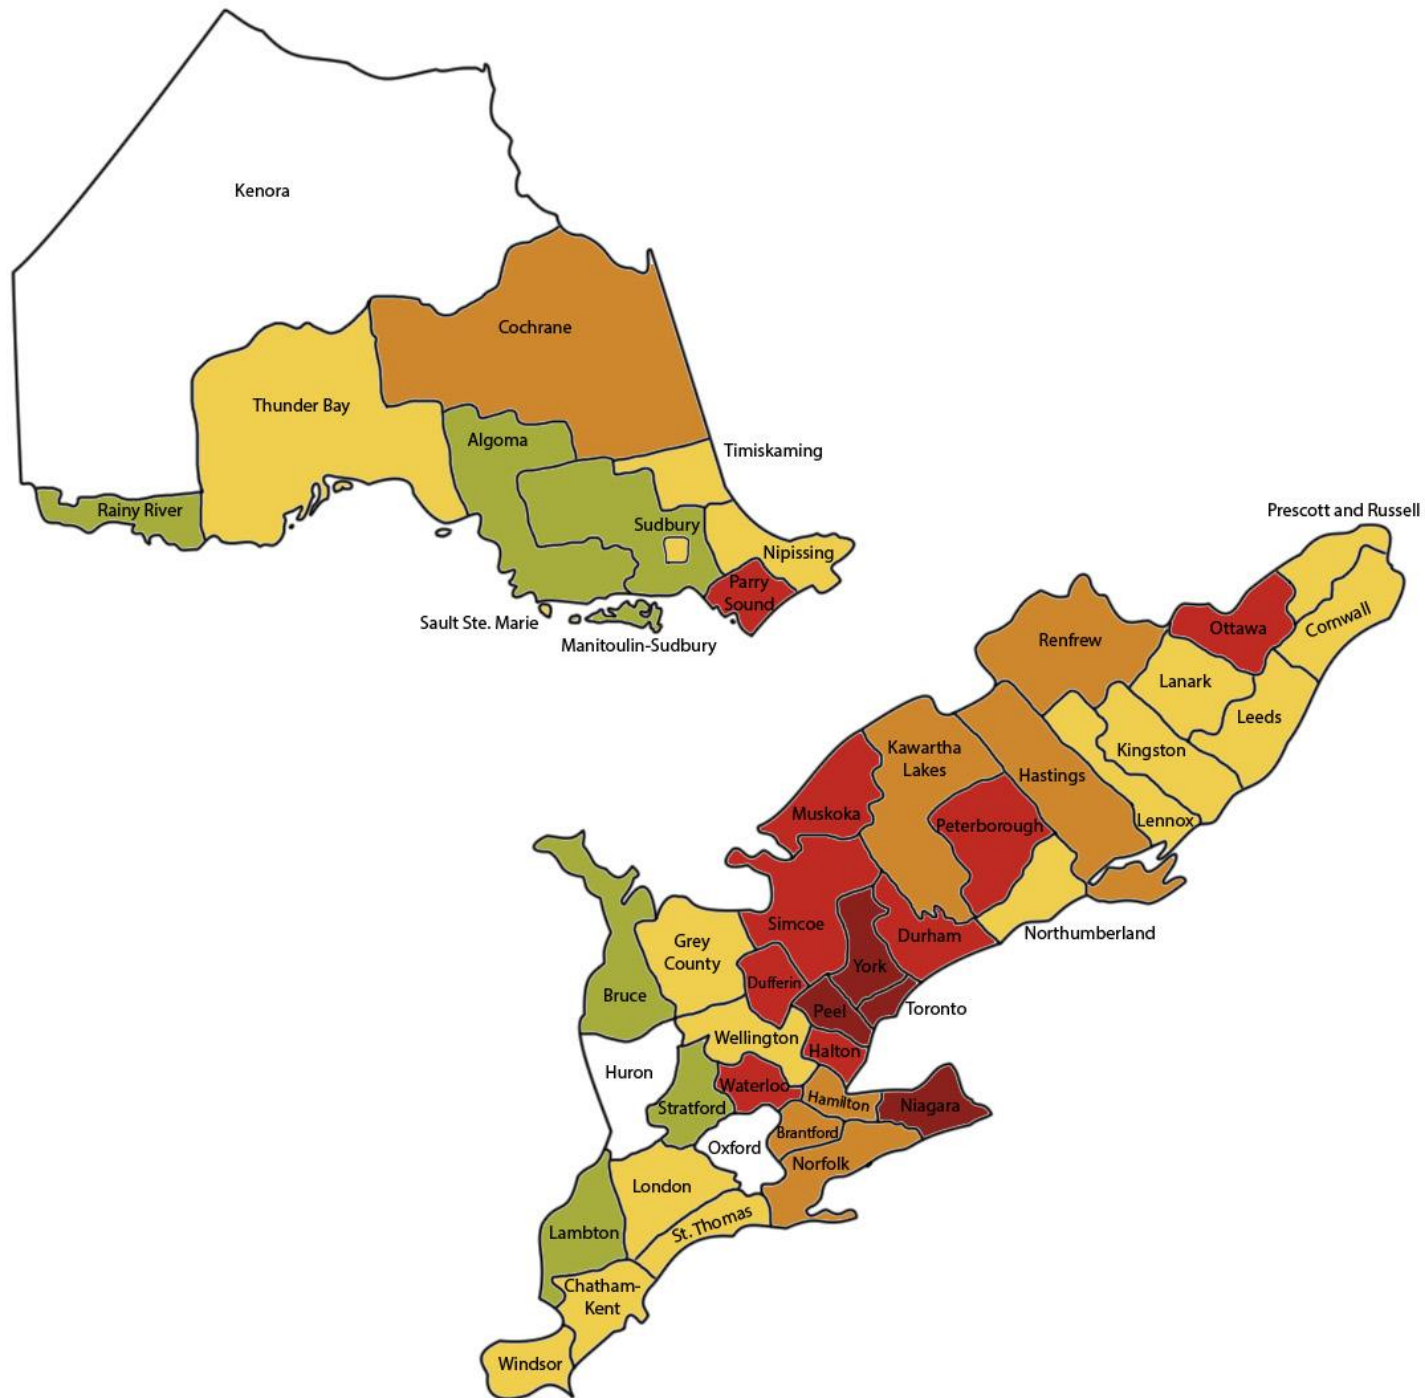 Kenora
Cochrane
Thunder Bay
Algoma
Timiskaming
Rainy River
Sudbury
Nipissing
Parry
Sound
Sault Ste. Marie
Manitoulin-Sudbury
Prescott and Russell
Cornwall
Ottawa
Renfrew
Lanark
Leeds
Kingston
Kawartha
Lakes
Hastings
Lennox
Muskoka
Peterborough
Northumberland
Simcoe
Durham
Grey
County
York
Dufferin
Bruce
Peel
Toronto
Wellington
Halton
Huron
Waterloo
Hamilton
Niagara
Stratford
Brantford
Oxford
Norfolk
London
St. Thomas
Lambton
Chatham-
Kent
Windsor